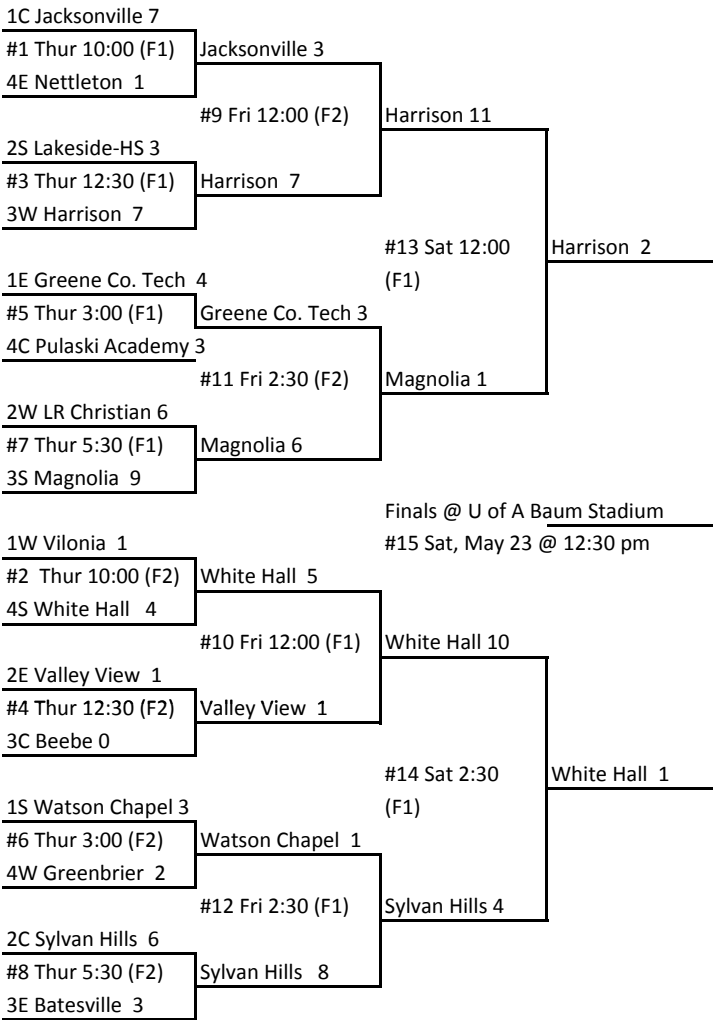 1C Jacksonville 7
#1 Thur 10:00 (F1) Jacksonville 3
4E Nettleton 1
#9 Fri 12:00 (F2) Harrison 11
2S Lakeside-HS 3
#3 Thur 12:30 (F1) Harrison 7
3W Harrison 7
#13 Sat 12:00 Harrison 2
1E Greene Co. Tech 4 (F1)
#5 Thur 3:00 (F1) Greene Co. Tech 3
4C Pulaski Academy 3
#11 Fri 2:30 (F2) Magnolia 1
2W LR Christian 6
#7 Thur 5:30 (F1) Magnolia 6
3S Magnolia 9
Finals @ U of A Baum Stadium
1W Vilonia 1 #15 Sat, May 23 @ 12:30 pm
#2 Thur 10:00 (F2) White Hall 5
4S White Hall 4
#10 Fri 12:00 (F1) White Hall 10
2E Valley View 1
#4 Thur 12:30 (F2) Valley View 1
3C Beebe 0
#14 Sat 2:30 White Hall 1
1S Watson Chapel 3 (F1)
#6 Thur 3:00 (F2) Watson Chapel 1
4W Greenbrier 2
#12 Fri 2:30 (F1) Sylvan Hills 4
2C Sylvan Hills 6
#8 Thur 5:30 (F2) Sylvan Hills 8
3E Batesville 3